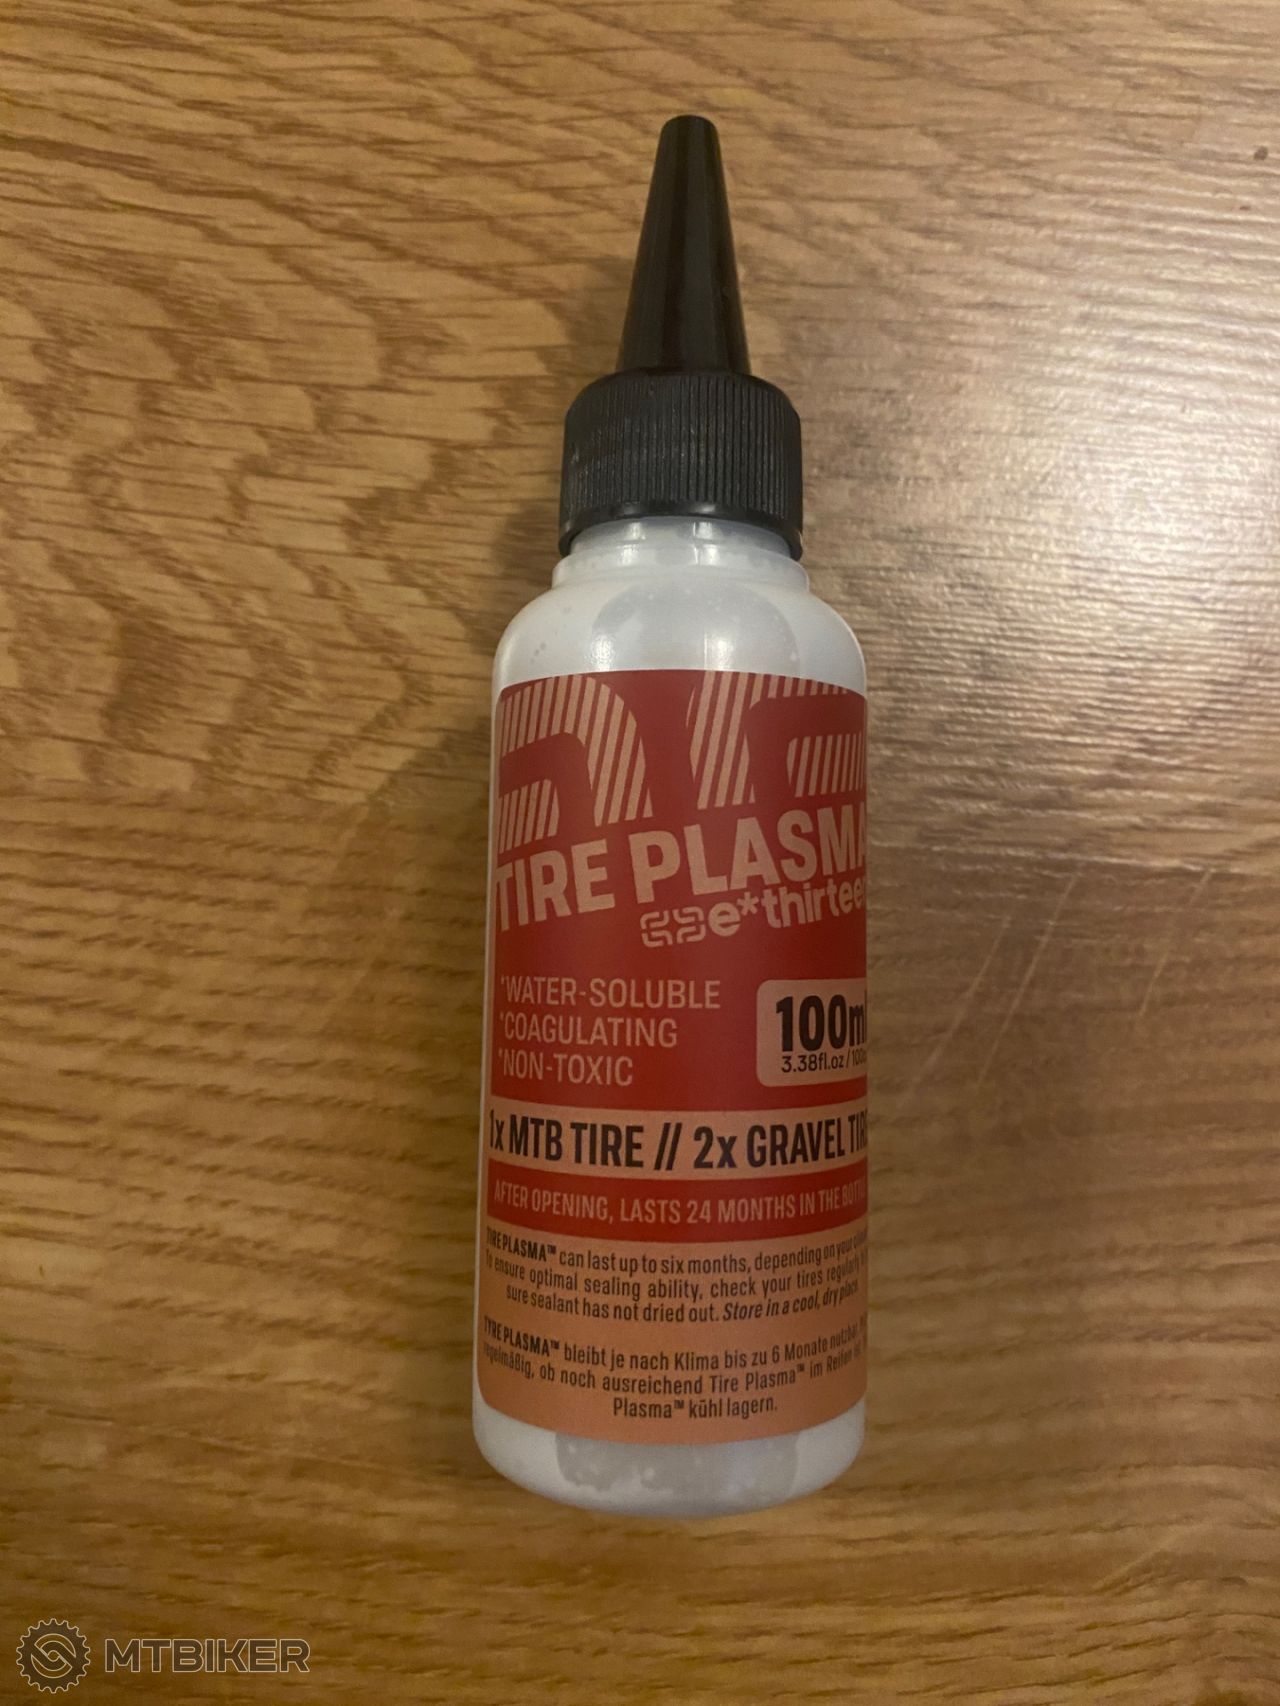 TIRE PLASMA
e*thirteen
*WATER-SOLUBLE
*COAGULATING
*NON-TOXIC
100ml
3.38fl.oz / 100
1x MTB TIRE // 2x GRAVEL TIRE
AFTER OPENING, LASTS 24 MONTHS IN THE BOTTLE
TIRE PLASMA™ can last up to six months, depending on your
To ensure optimal sealing ability, check your tires regularly
sure sealant has not dried out. Store in a cool, dry place.
TYRE PLASMA™ bleibt je nach Klima bis zu 6 Monate nutzbar.
regelmäßig, ob noch ausreichend Tire Plasma™ im Reifen ist.
Plasma™ kühl lagern.
MTBIKER